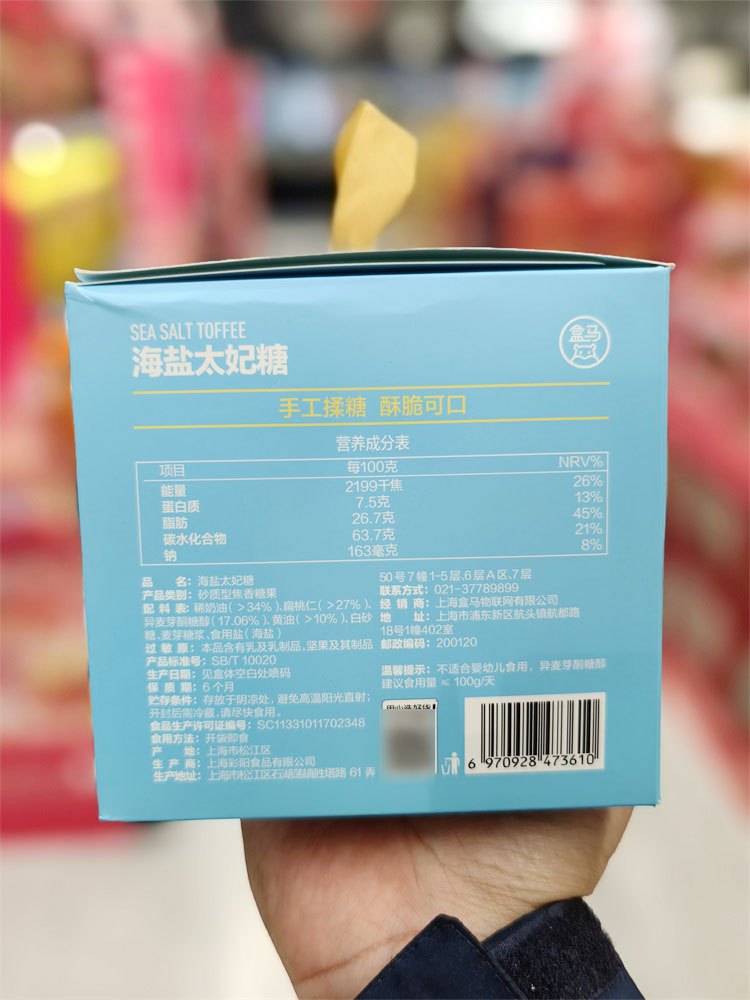 SEA SALT TOFFEE
海盐太妃糖
盒马
手工揉糖 酥脆可口
营养成分表
项目 每100克 NRV%
能量 2199千焦 26%
蛋白质 7.5克 13%
脂肪 26.7克 45%
碳水化合物 63.7克 21%
钠 163毫克 8%
品 名：海盐太妃糖
产品类别：砂质型焦香糖果
配 料 表：稀奶油（>34%）、扁桃仁（>27%）、
异麦芽酮糖醇（17.06%）、黄油（>10%）、白砂
糖、麦芽糖浆、食用盐（海盐）
过 敏 原：本品含有乳及乳制品，坚果及其制品
产品标准号：SB/T 10020
生产日期：见盒体空白处喷码
保 质 期：6个月
贮存条件：存放于阴凉处，避免高温阳光直射；
开封后需冷藏，请尽快食用。
食品生产许可证编号：SC11331011702348
食用方法：开袋即食
产 地：上海市松江区
生 产 商：上海彩阳食品有限公司
生产地址：上海市松江区石湖荡镇胜塔路 61 弄
50号7幢1-5层、6层A区、7层
联系方式：021-37789899
经 销 商：上海盒马物联网有限公司
地 址：上海市浦东新区航头镇航都路
18号1幢402室
邮政编码：200120
温馨提示：不适合婴幼儿食用，异麦芽酮糖醇
建议食用量 ≤ 100g/天
6 970928 473610